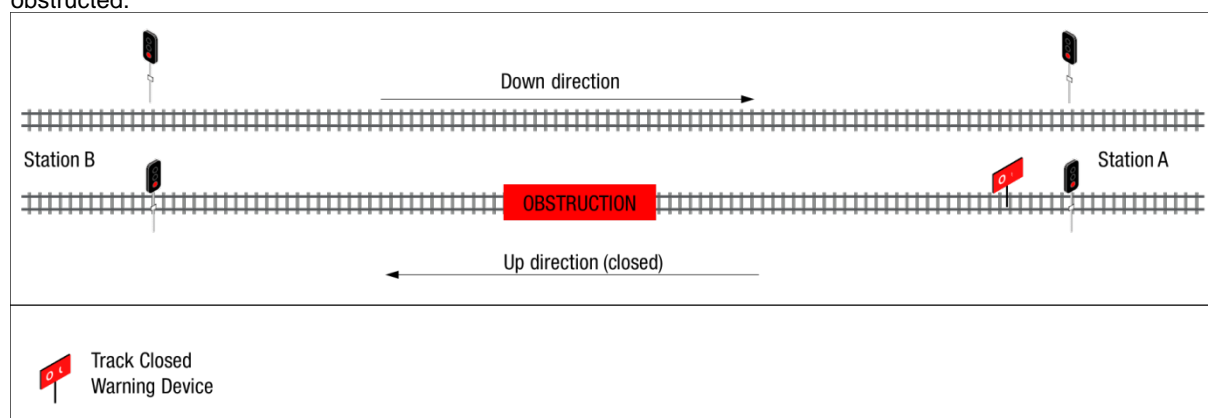 obstructed.
Down direction
Station B
Station A
OBSTRUCTION
Up direction (closed)
Track Closed
Warning Device